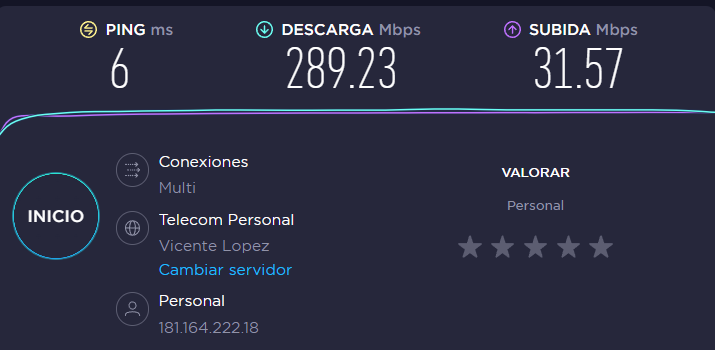 PING ms
DESCARGA Mbps
SUBIDA Mbps
6
289.23
31.57
INICIO
Conexiones
Multi
Telecom Personal
Vicente Lopez
Cambiar servidor
Personal
181.164.222.18
VALORAR
Personal